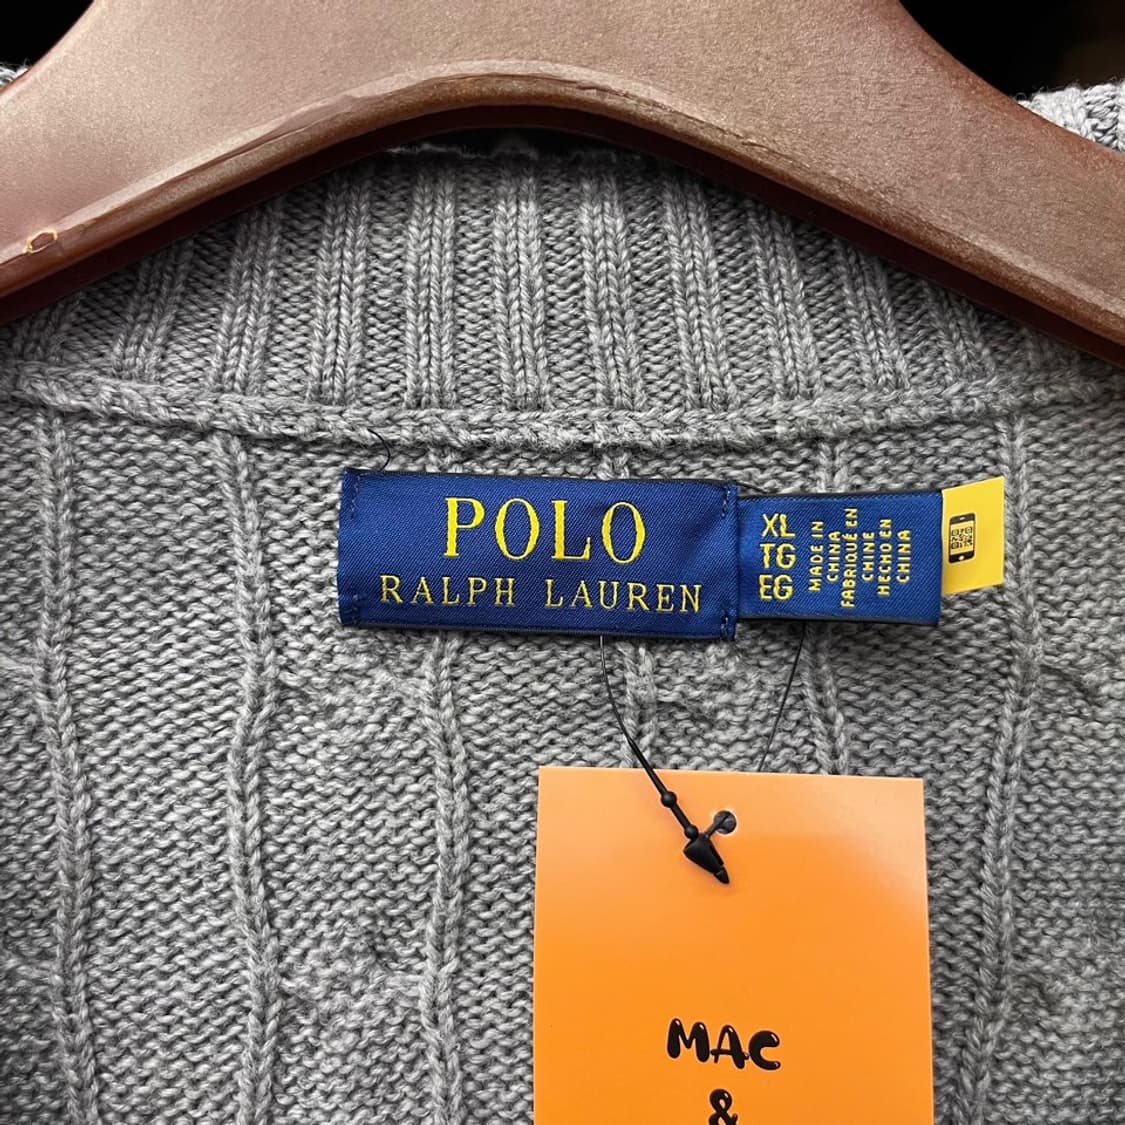 POLO
RALPH LAUREN
XL
TG
EG
MADE IN
CHINA
FABRIQUÉ EN
CHINE
HECHO EN
CHINA
MAC
&